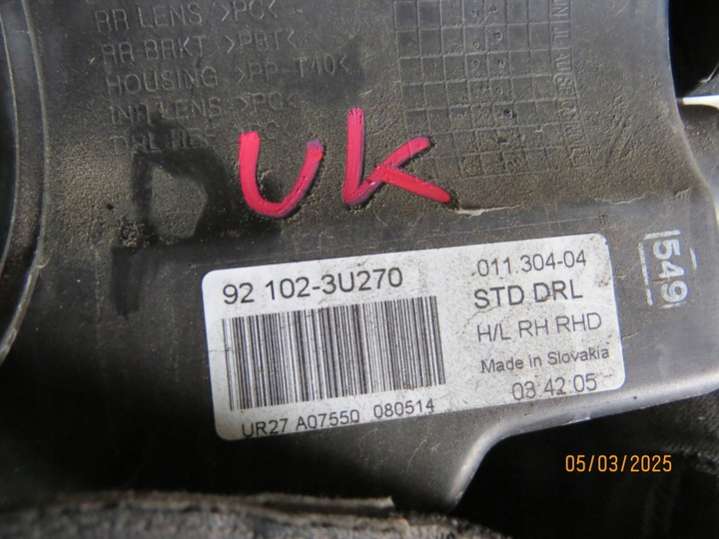 RR LENS >PC<
RR BRKT >PBT<
HOUSING >PP-T40<
INR LENS >PC<
UK
549
92 102-3U270
011.304-04
STD DRL
H/L RH RHD
Made in Slovakia
03 42:05
UR27 A07550 080514
05/03/2025